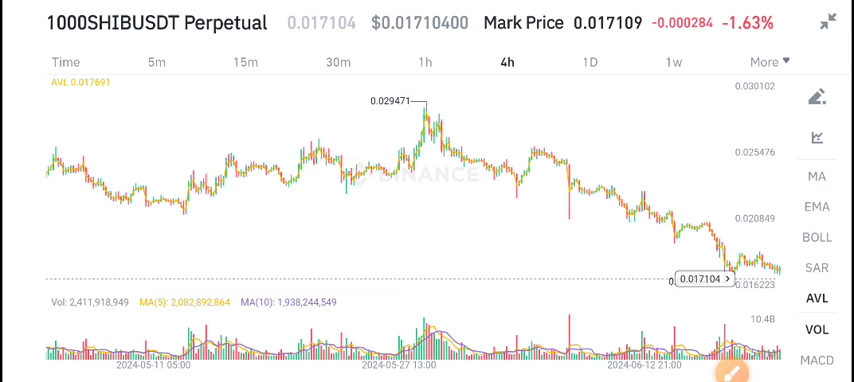 1000SHIBUSDT Perpetual 0.017104 $0.01710400 Mark Price 0.017109 -0.000284 -1.63%
Time 5m 15m 30m 1h 4h 1D 1w More
AVL 0.017691
0.030102
0.029471
MA
0.025476
BINANCE
EMA
0.020849
BOLL
SAR
0.017104 >
0.016223
AVL
Vol: 2,411,918,949 MA(5): 2,082,892,864 MA(10): 1,938,244,549
10.4B
VOL
MACD
2024-05-11 05:00 2024-05-27 13:00 2024-06-12 21:00